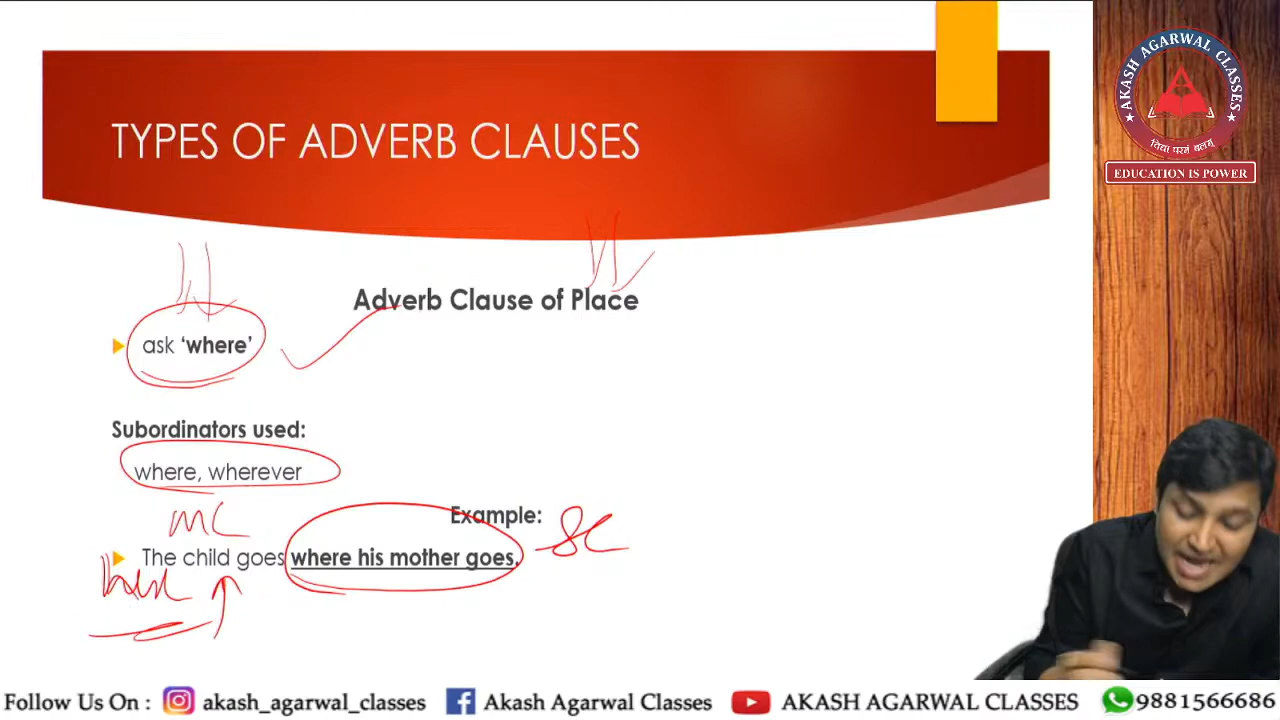 TYPES OF ADVERB CLAUSES
AKASH AGARWAL CLASSES
विद्या परमं बलम्
EDUCATION IS POWER
Adverb Clause of Place
ask ‘where’
Subordinators used:
where, wherever
MC
Example:
SC
The child goes where his mother goes.
Follow Us On : akash_agarwal_classes Akash Agarwal Classes AKASH AGARWAL CLASSES 9881566686